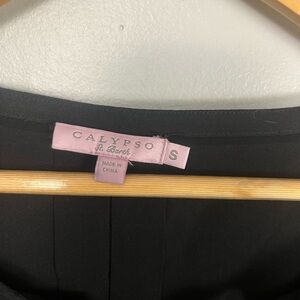 CALYPSO
St. Barth
S
MADE IN
CHINA